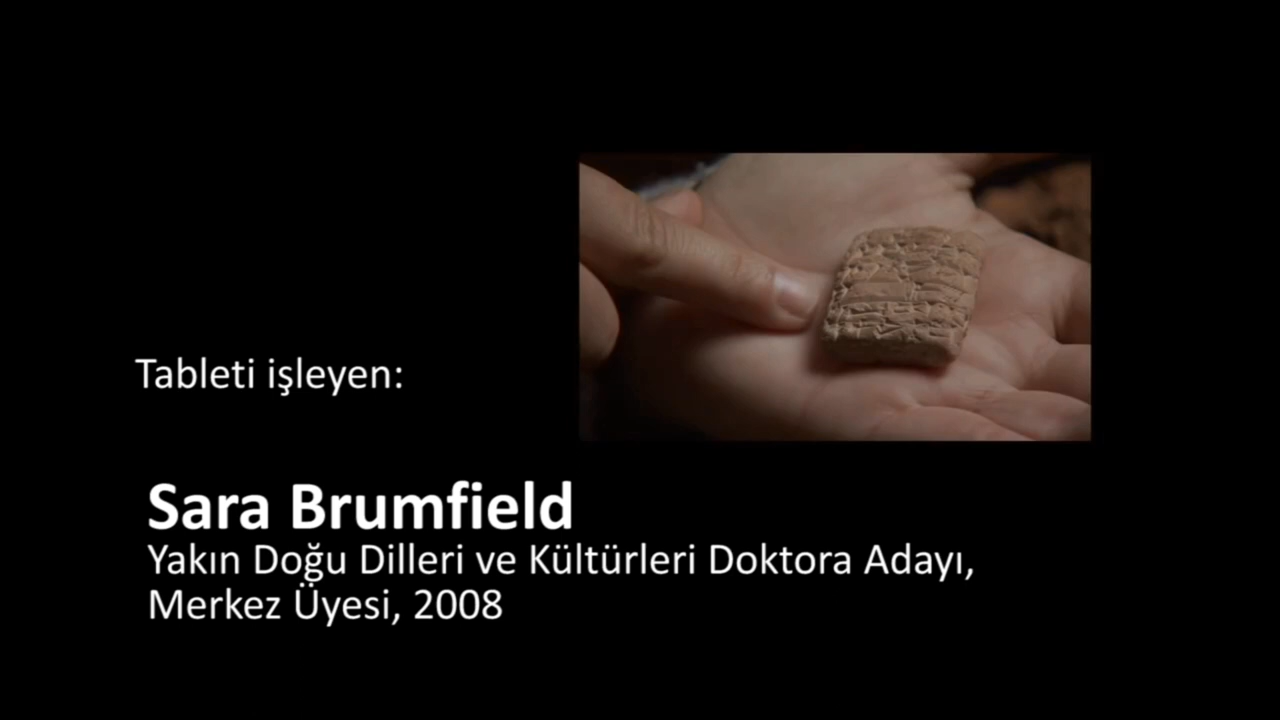 Tableti işleyen:
Sara Brumfield
Yakın Doğu Dilleri ve Kültürleri Doktora Adayı,
Merkez Üyesi, 2008